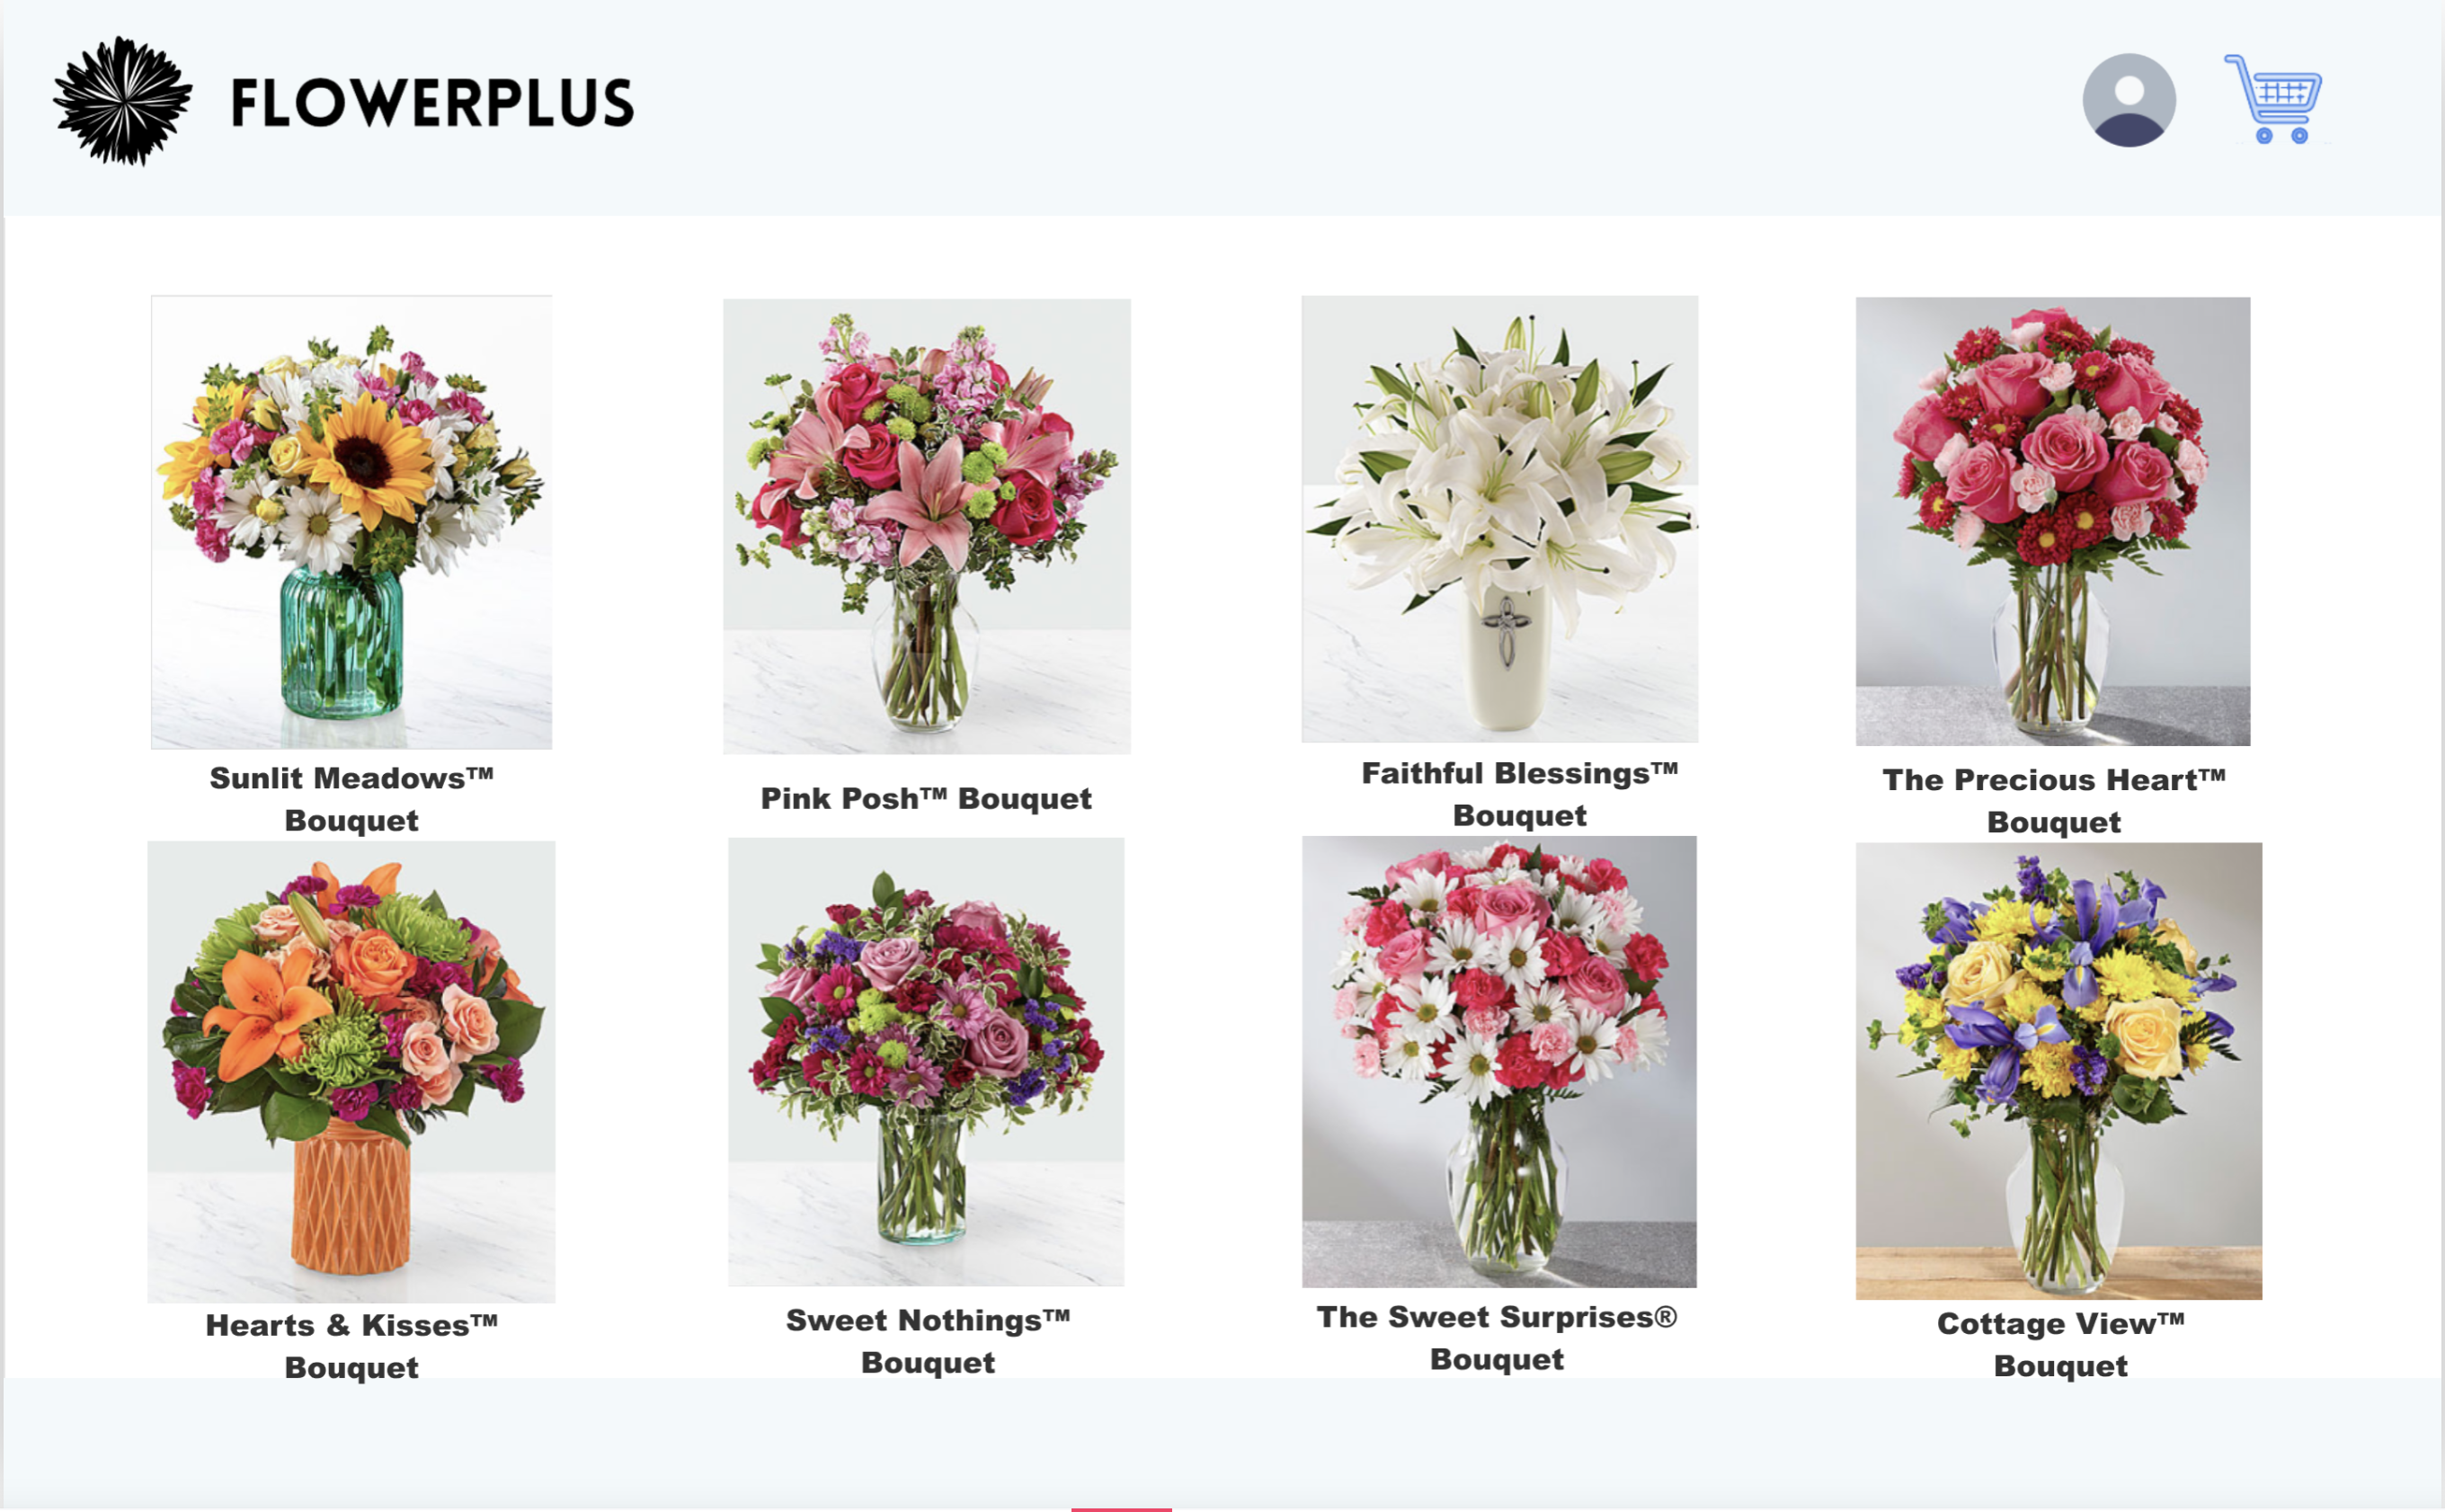 FLOWERPLUS
Sunlit Meadows™
Bouquet
Pink Posh™ Bouquet
Faithful Blessings™
Bouquet
The Precious Heart™
Bouquet
Hearts & Kisses™
Bouquet
Sweet Nothings™
Bouquet
The Sweet Surprises®
Bouquet
Cottage View™
Bouquet